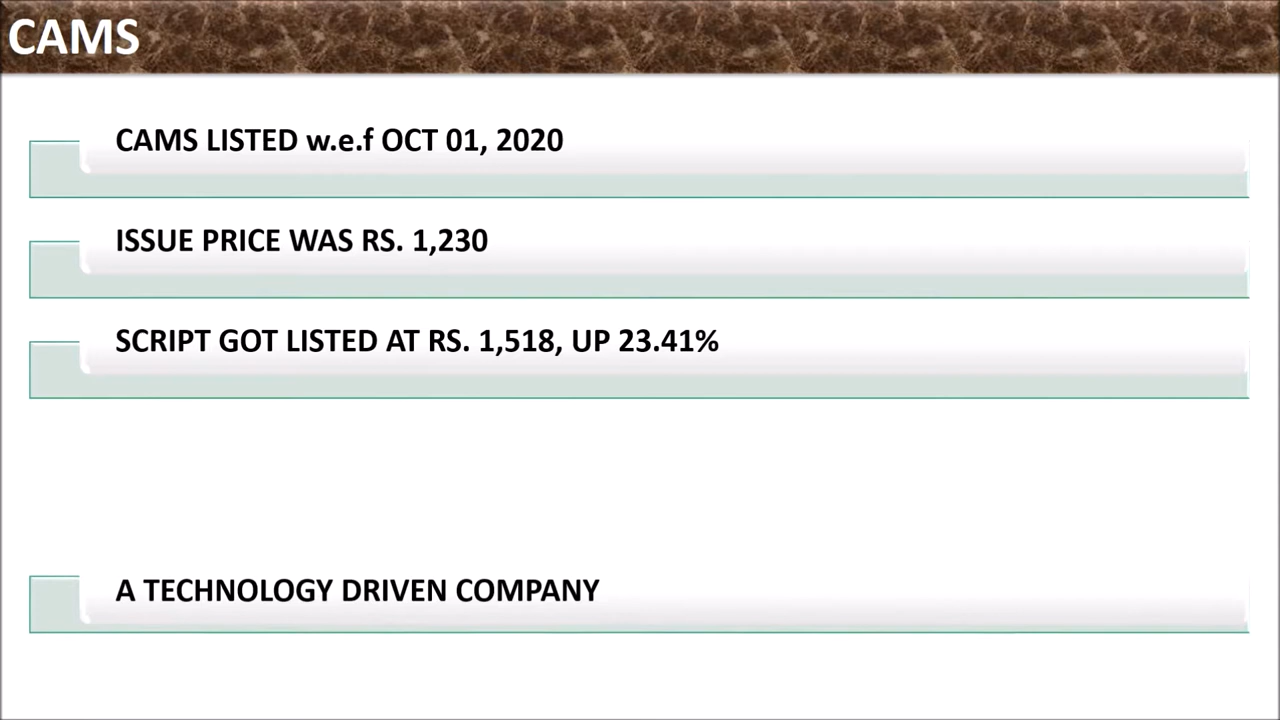 CAMS
CAMS LISTED w.e.f OCT 01, 2020
ISSUE PRICE WAS RS. 1,230
SCRIPT GOT LISTED AT RS. 1,518, UP 23.41%
A TECHNOLOGY DRIVEN COMPANY